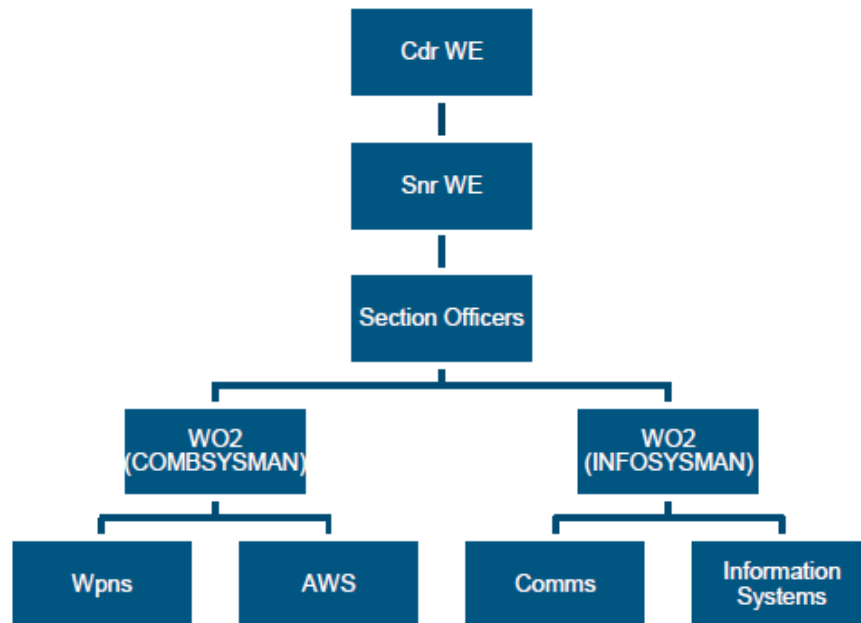 Cdr WE
Snr WE
Section Officers
WO2
(COMBSYSMAN)
WO2
(INFOSYSMAN)
Wpns
AWS
Comms
Information
Systems